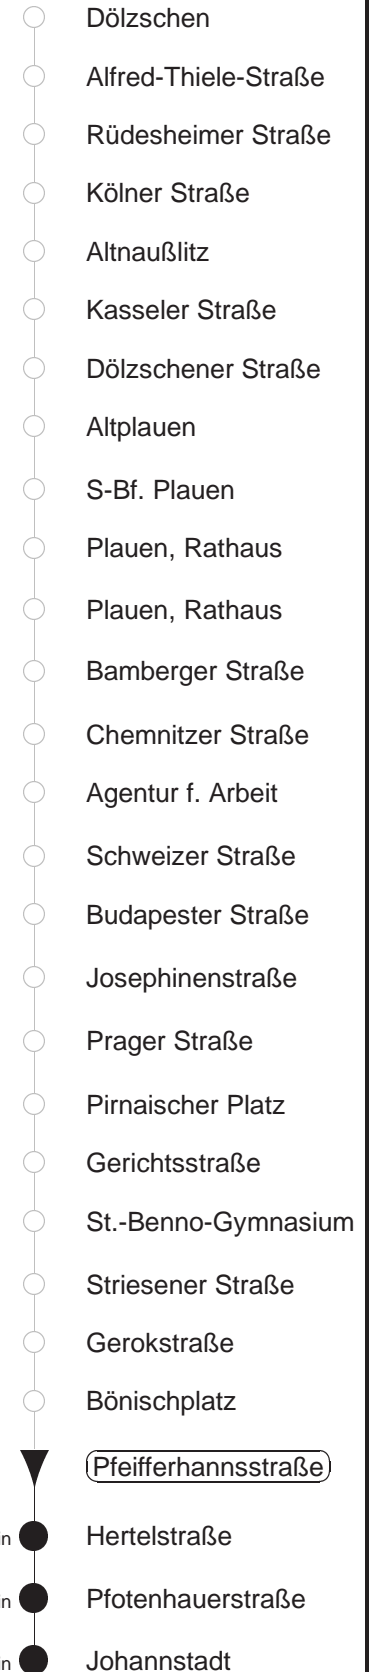 Dölzschen
Alfred-Thiele-Straße
Rüdesheimer Straße
Kölner Straße
Altnaußlitz
Kasseler Straße
Dölzschener Straße
Altplauen
S-Bf. Plauen
Plauen, Rathaus
Plauen, Rathaus
Bamberger Straße
Chemnitzer Straße
Agentur f. Arbeit
Schweizer Straße
Budapester Straße
Josephinenstraße
Prager Straße
Pirnaischer Platz
Gerichtsstraße
St.-Benno-Gymnasium
Striesener Straße
Gerokstraße
Bönischplatz
Pfeifferhannsstraße
Hertelstraße
Pfotenhauerstraße
Johannstadt